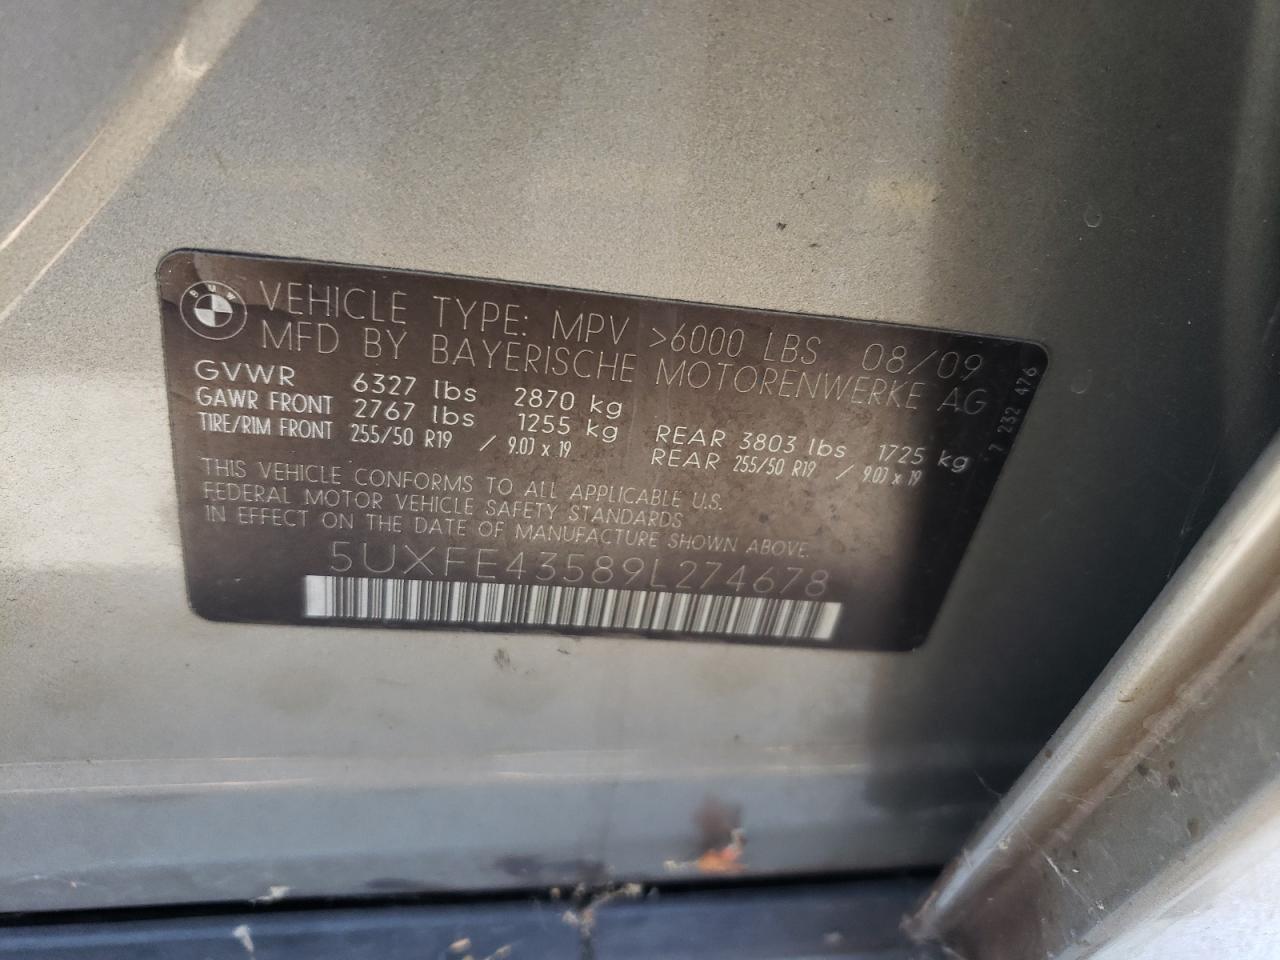 BMW
VEHICLE TYPE: MPV >6000 LBS 08/09
MFD BY BAYERISCHE MOTORENWERKE AG
GVWR 6327 lbs 2870 kg
GAWR FRONT 2767 lbs 1255 kg REAR 3803 lbs 1725 kg
TIRE/RIM FRONT 255/50 R19 / 9.0J x 19 REAR 255/50 R19 / 9.0J x 19
THIS VEHICLE CONFORMS TO ALL APPLICABLE U.S.
FEDERAL MOTOR VEHICLE SAFETY STANDARDS
IN EFFECT ON THE DATE OF MANUFACTURE SHOWN ABOVE.
5UXFE43589L274678
7 232 476